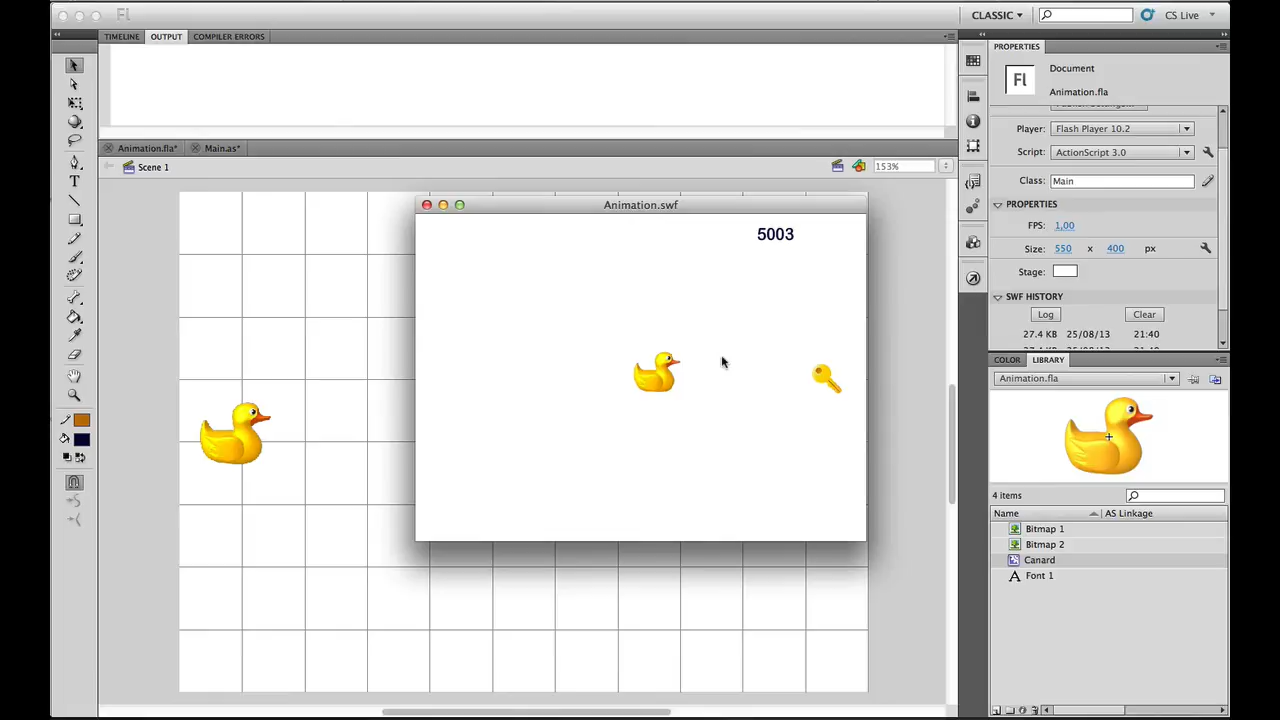 Fl
CLASSIC
CS Live
TIMELINE
OUTPUT
COMPILER ERRORS
PROPERTIES
Fl
Document
Animation.fla
Player:
Flash Player 10.2
Script:
ActionScript 3.0
Class:
Main
PROPERTIES
FPS:
1,00
Size:
550
x
400
px
Stage:
SWF HISTORY
Log
Clear
27.4 KB 25/08/13 21:40
Animation.fla*
Main.as*
Scene 1
153%
Animation.swf
5003
COLOR
LIBRARY
Animation.fla
4 items
Name
AS Linkage
Bitmap 1
Bitmap 2
Canard
Font 1